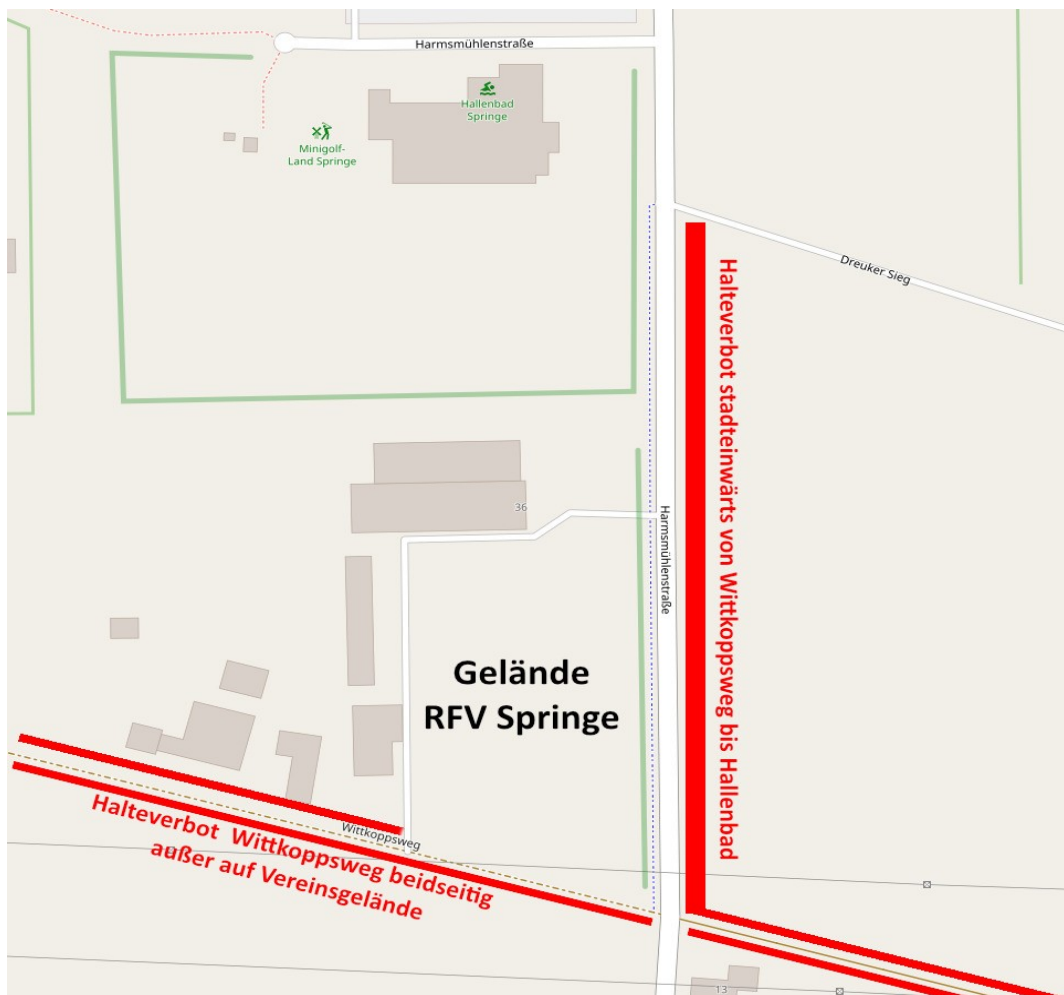 Harmsmühlenstraße
Hallenbad
Springe
Minigolf-
Land Springe
Dreuker Sieg
Halteverbot stadteinwärts von Wittkoppsweg bis Hallenbad
36
Harmsmühlenstraße
Gelände
RFV Springe
Wittkoppsweg
Halteverbot Wittkoppsweg beidseitig
außer auf Vereinsgelände
13